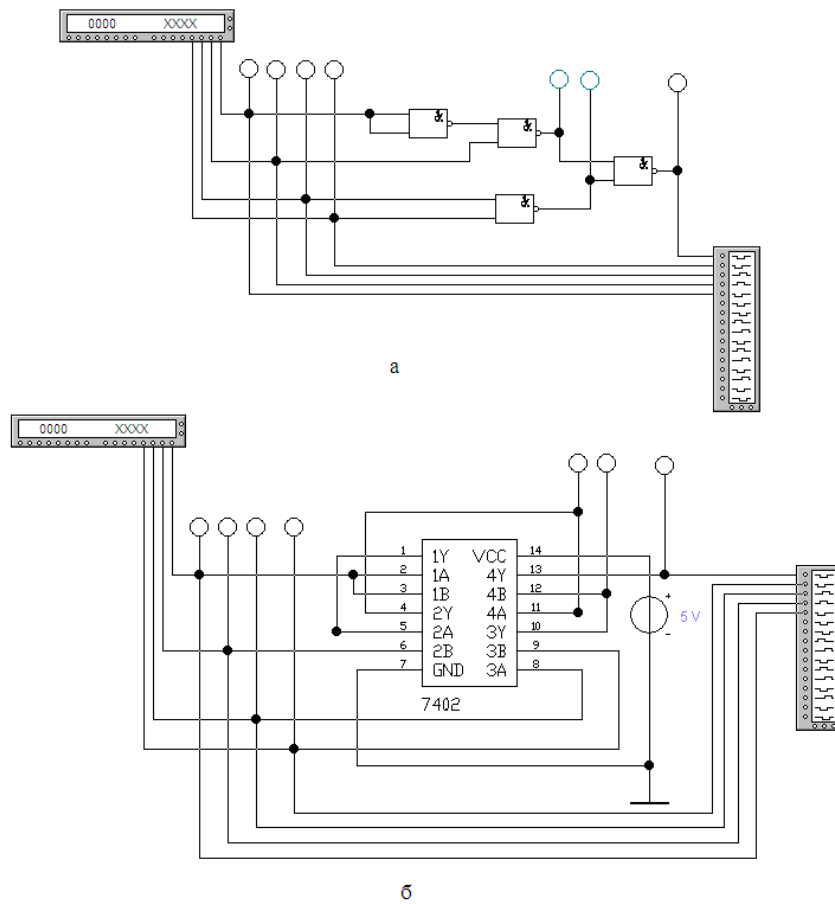 0000 XXXX
&
&
&
&
а
0000 XXXX
1 1Y VCC 14
2 1A 4Y 13
3 1B 4B 12
4 2Y 4A 11
5 2A 3Y 10
6 2B 3B 9
7 GND 3A 8
7402
+
5 V
-
б